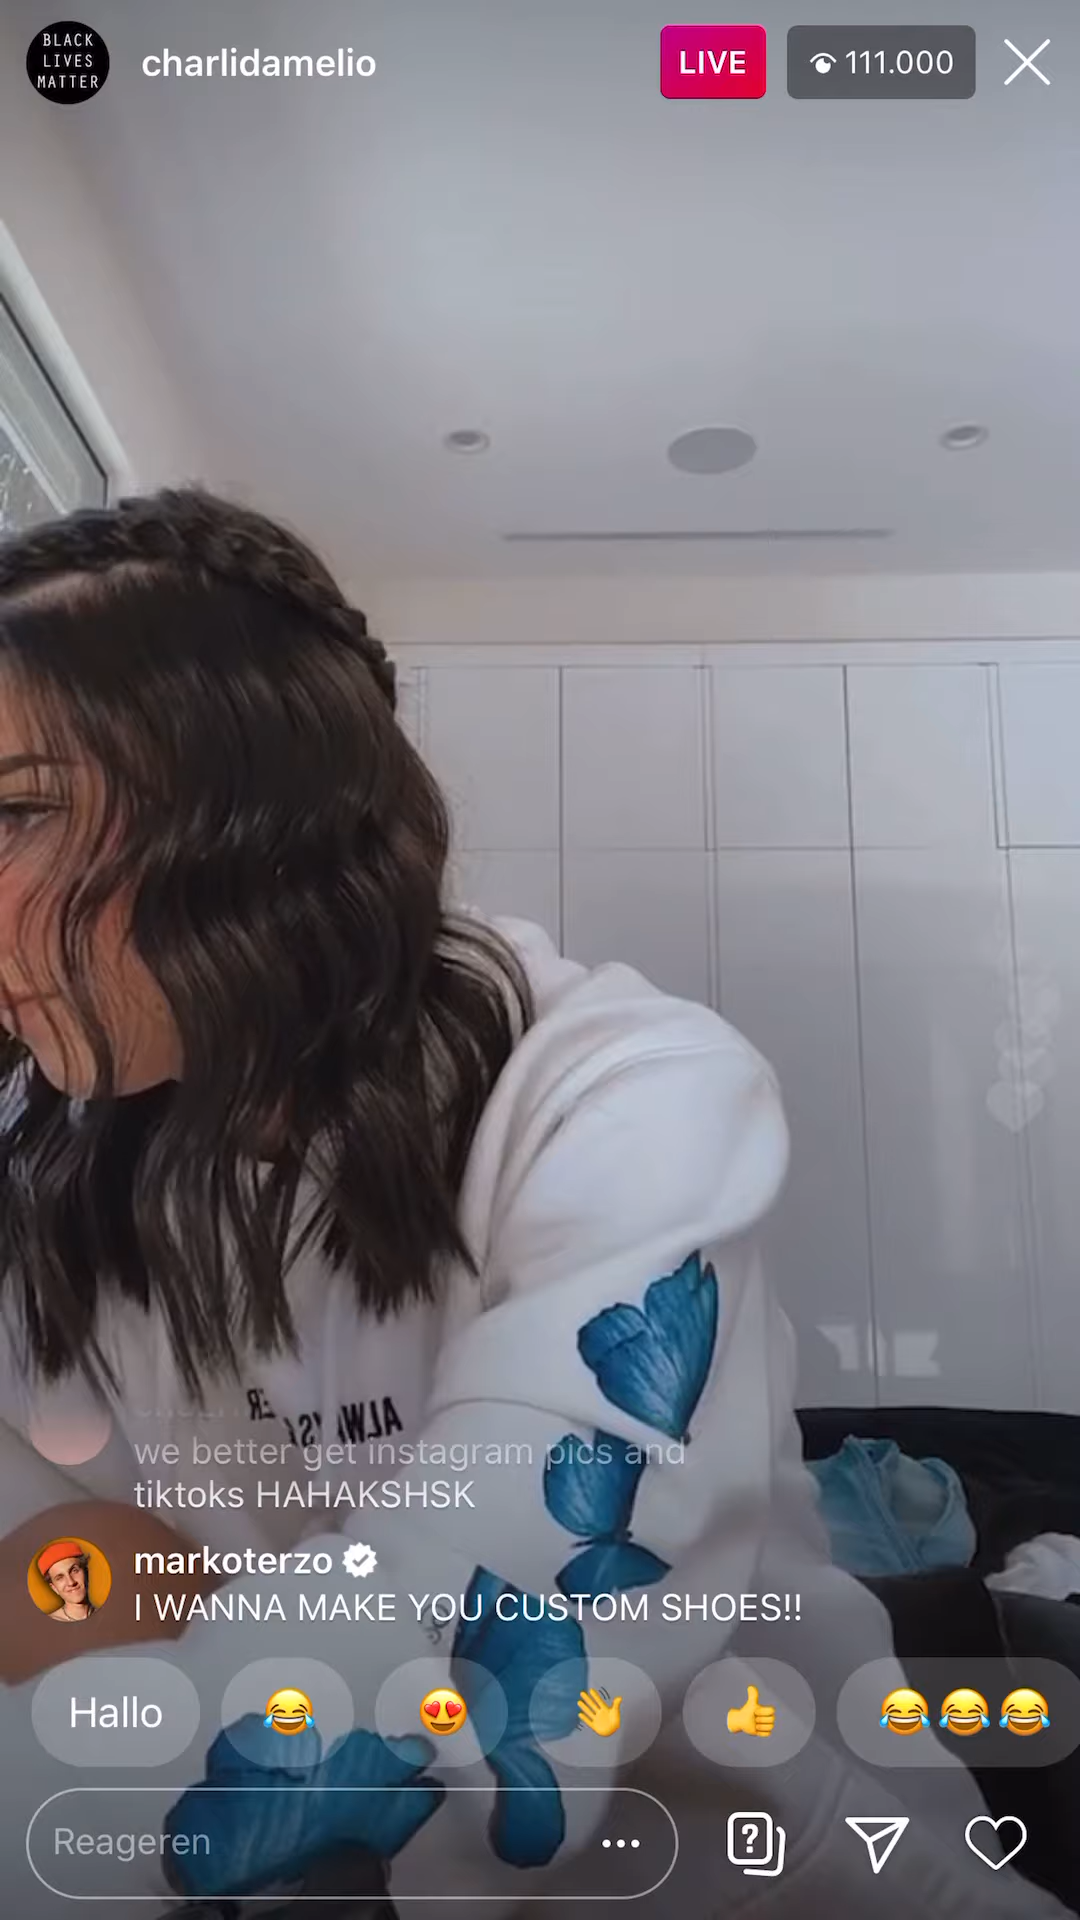 BLACK
LIVES
MATTER
charlidamelio
LIVE
111.000
ALWAYS
we better get instagram pics and
tiktoks HAHAKSHSK
markoterzo
I WANNA MAKE YOU CUSTOM SHOES!!
Hallo
Reageren
...
?